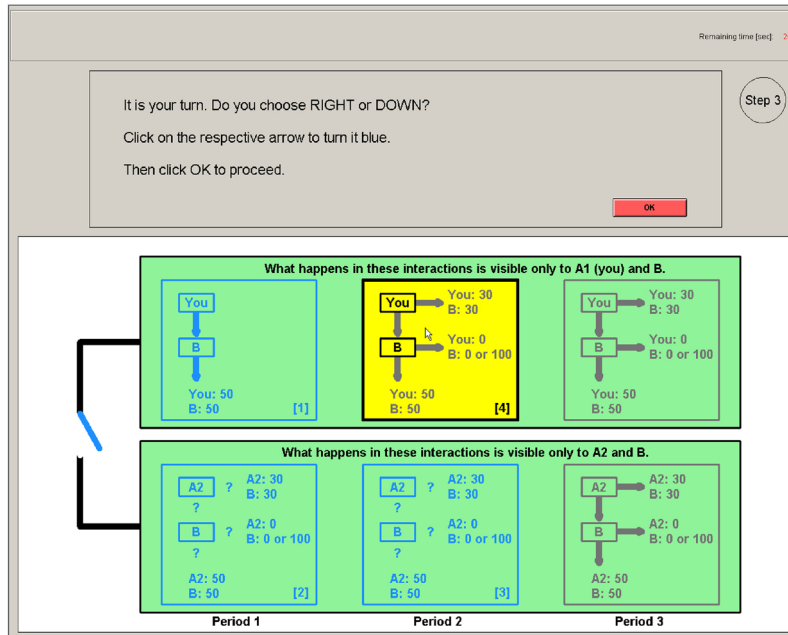 Remaining time [sec]: 2
It is your turn. Do you choose RIGHT or DOWN?
Step 3
Click on the respective arrow to turn it blue.
Then click OK to proceed.
OK
What happens in these interactions is visible only to A1 (you) and B.
You
B
You: 50
B: 50
[1]
You
You: 30
B: 30
B
You: 0
B: 0 or 100
You: 50
B: 50
[4]
You
You: 30
B: 30
B
You: 0
B: 0 or 100
You: 50
B: 50
What happens in these interactions is visible only to A2 and B.
A2
?
A2: 30
B: 30
?
B
?
A2: 0
B: 0 or 100
?
A2: 50
B: 50
[2]
A2
?
A2: 30
B: 30
?
B
?
A2: 0
B: 0 or 100
?
A2: 50
B: 50
[3]
A2
A2: 30
B: 30
B
A2: 0
B: 0 or 100
A2: 50
B: 50
Period 1
Period 2
Period 3